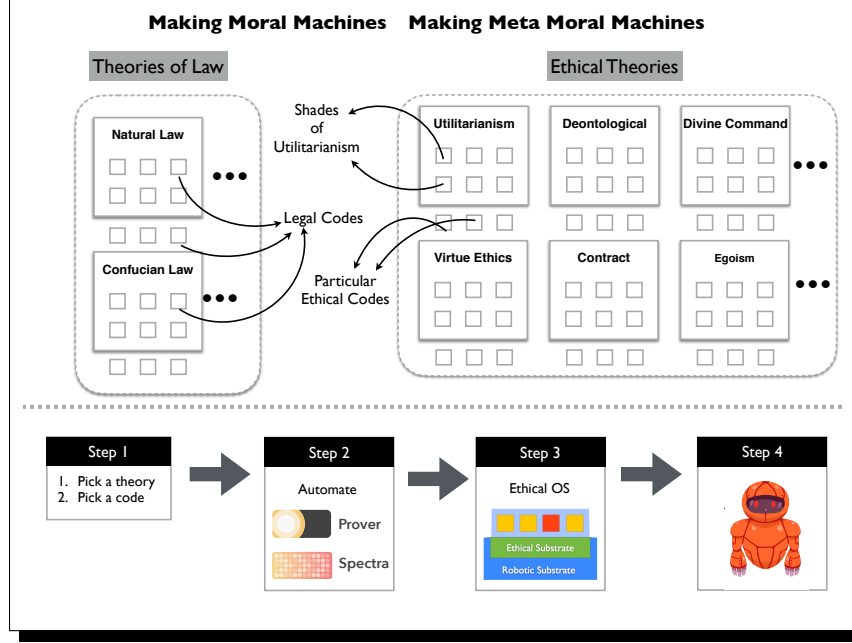 Making Moral Machines Making Meta Moral Machines
Theories of Law
Ethical Theories
Natural Law
Confucian Law
Legal Codes
Shades
of
Utilitarianism
Particular
Ethical Codes
Utilitarianism
Deontological
Divine Command
Virtue Ethics
Contract
Egoism
Step 1
1. Pick a theory
2. Pick a code
Step 2
Automate
Prover
Spectra
Step 3
Ethical OS
Ethical Substrate
Robotic Substrate
Step 4